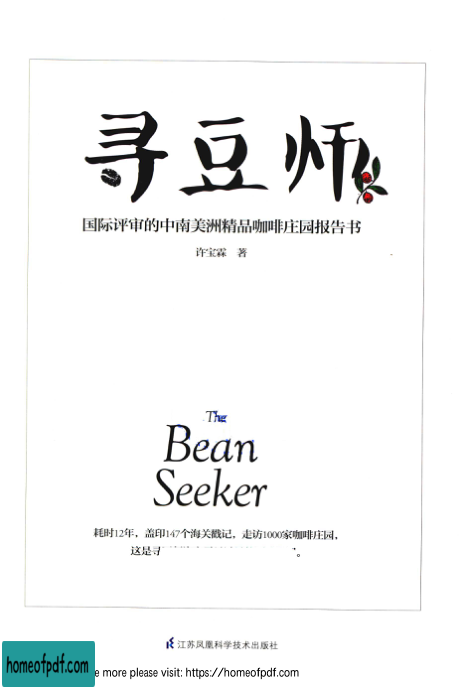 寻豆师
国际评审的中南美洲精品咖啡庄园报告书
许宝霖 著
The
Bean
Seeker
耗时12年，盖印147个海关戳记，走访1000家咖啡庄园，
这是寻
。
江苏凤凰科学技术出版社
homeofpdf.com
e more please visit: https://homeofpdf.com